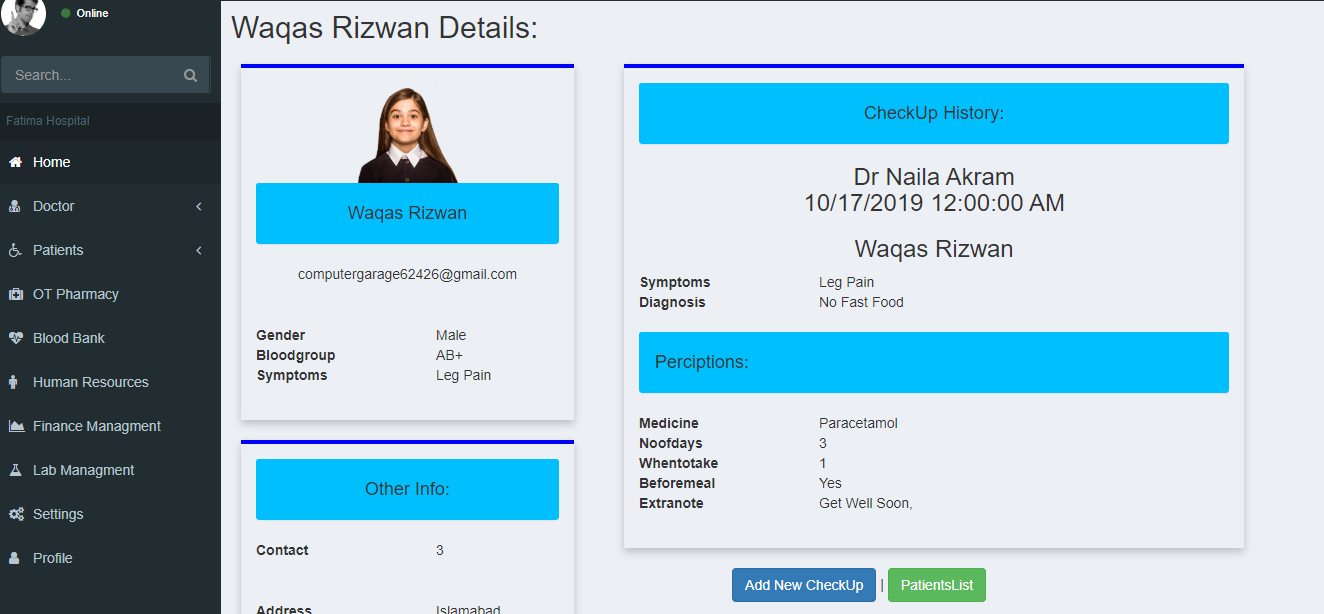 Online
Search...
Fatima Hospital
Home
Doctor
Patients
OT Pharmacy
Blood Bank
Human Resources
Finance Managment
Lab Managment
Settings
Profile
Waqas Rizwan Details:
Waqas Rizwan
computergarage62426@gmail.com
Gender Male
Bloodgroup AB+
Symptoms Leg Pain
Other Info:
Contact 3
Address Islamabad
CheckUp History:
Dr Naila Akram
10/17/2019 12:00:00 AM
Waqas Rizwan
Symptoms Leg Pain
Diagnosis No Fast Food
Perciptions:
Medicine Paracetamol
Noofdays 3
Whentotake 1
Beforemeal Yes
Extranote Get Well Soon,
Add New CheckUp | PatientsList